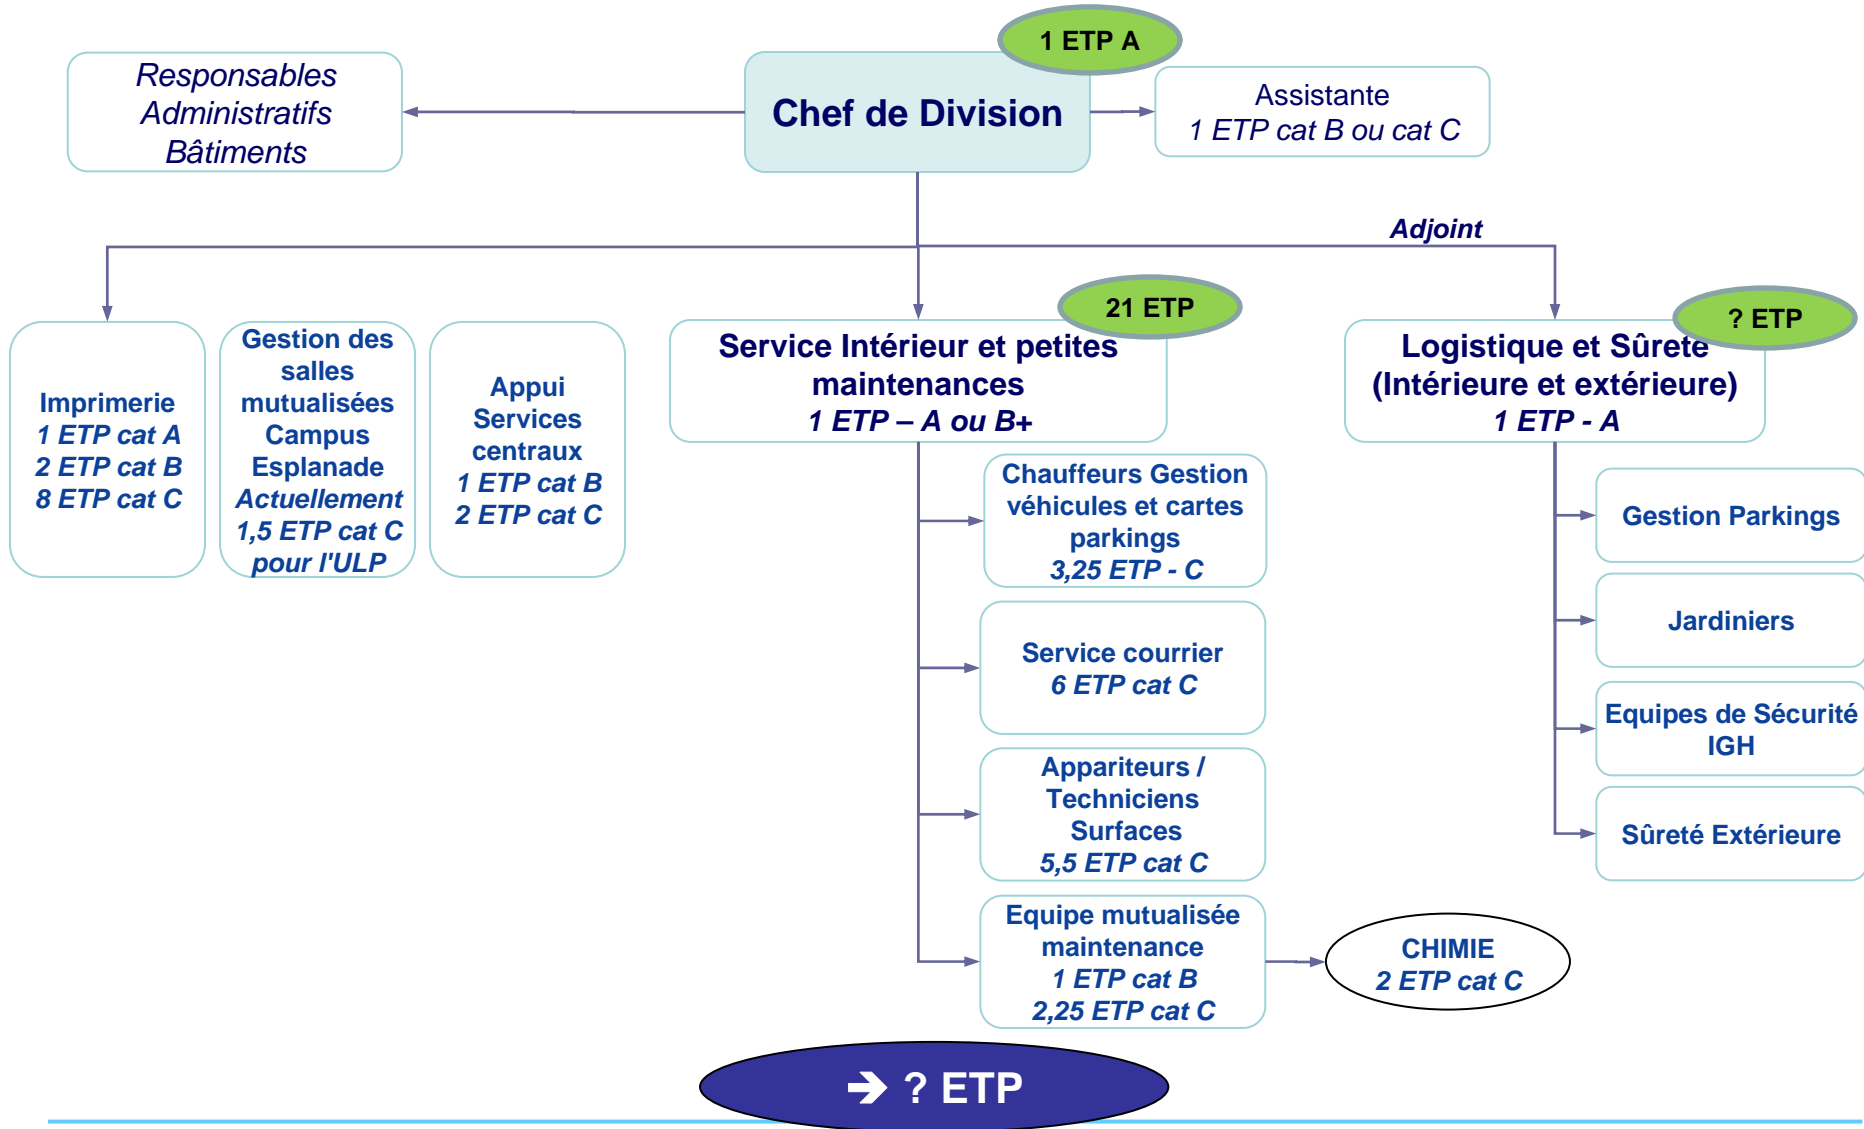 1 ETP A
Responsables
Administratifs
Bâtiments
Chef de Division
Assistante
1 ETP cat B ou cat C
Adjoint
21 ETP
? ETP
Imprimerie
1 ETP cat A
2 ETP cat B
8 ETP cat C
Gestion des
salles
mutualisées
Campus
Esplanade
Actuellement
1,5 ETP cat C
pour l'ULP
Appui
Services
centraux
1 ETP cat B
2 ETP cat C
Service Intérieur et petites
maintenances
1 ETP – A ou B+
Logistique et Sûreté
(Intérieure et extérieure)
1 ETP - A
Chauffeurs Gestion
véhicules et cartes
parkings
3,25 ETP - C
Service courrier
6 ETP cat C
Appariteurs /
Techniciens
Surfaces
5,5 ETP cat C
Equipe mutualisée
maintenance
1 ETP cat B
2,25 ETP cat C
CHIMIE
2 ETP cat C
Gestion Parkings
Jardiniers
Equipes de Sécurité
IGH
Sûreté Extérieure
➔ ? ETP